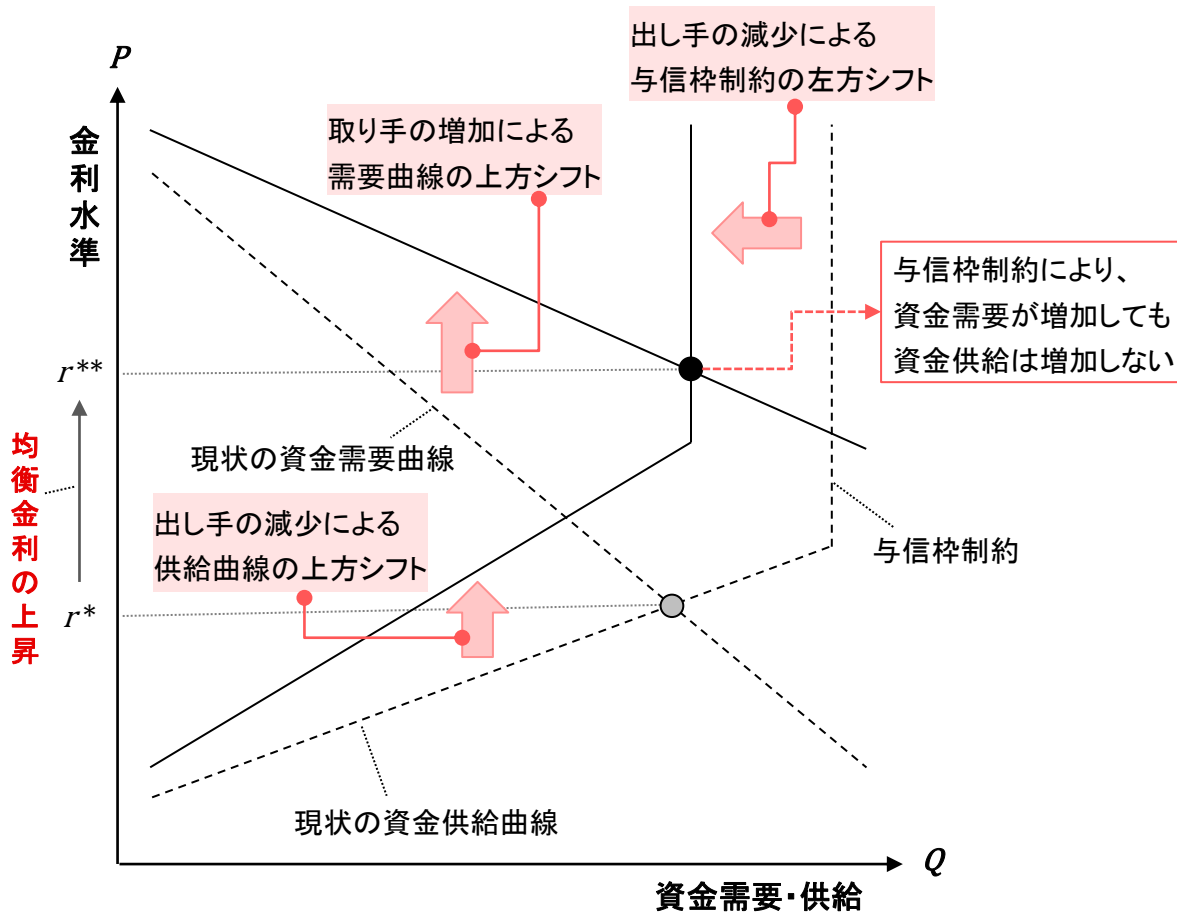 P
金利水準
出し手の減少による
与信枠制約の左方シフト
取り手の増加による
需要曲線の上方シフト
与信枠制約により、
資金需要が増加しても
資金供給は増加しない
r**
現状の資金需要曲線
均衡金利の上昇
出し手の減少による
供給曲線の上方シフト
与信枠制約
r*
現状の資金供給曲線
Q
資金需要・供給